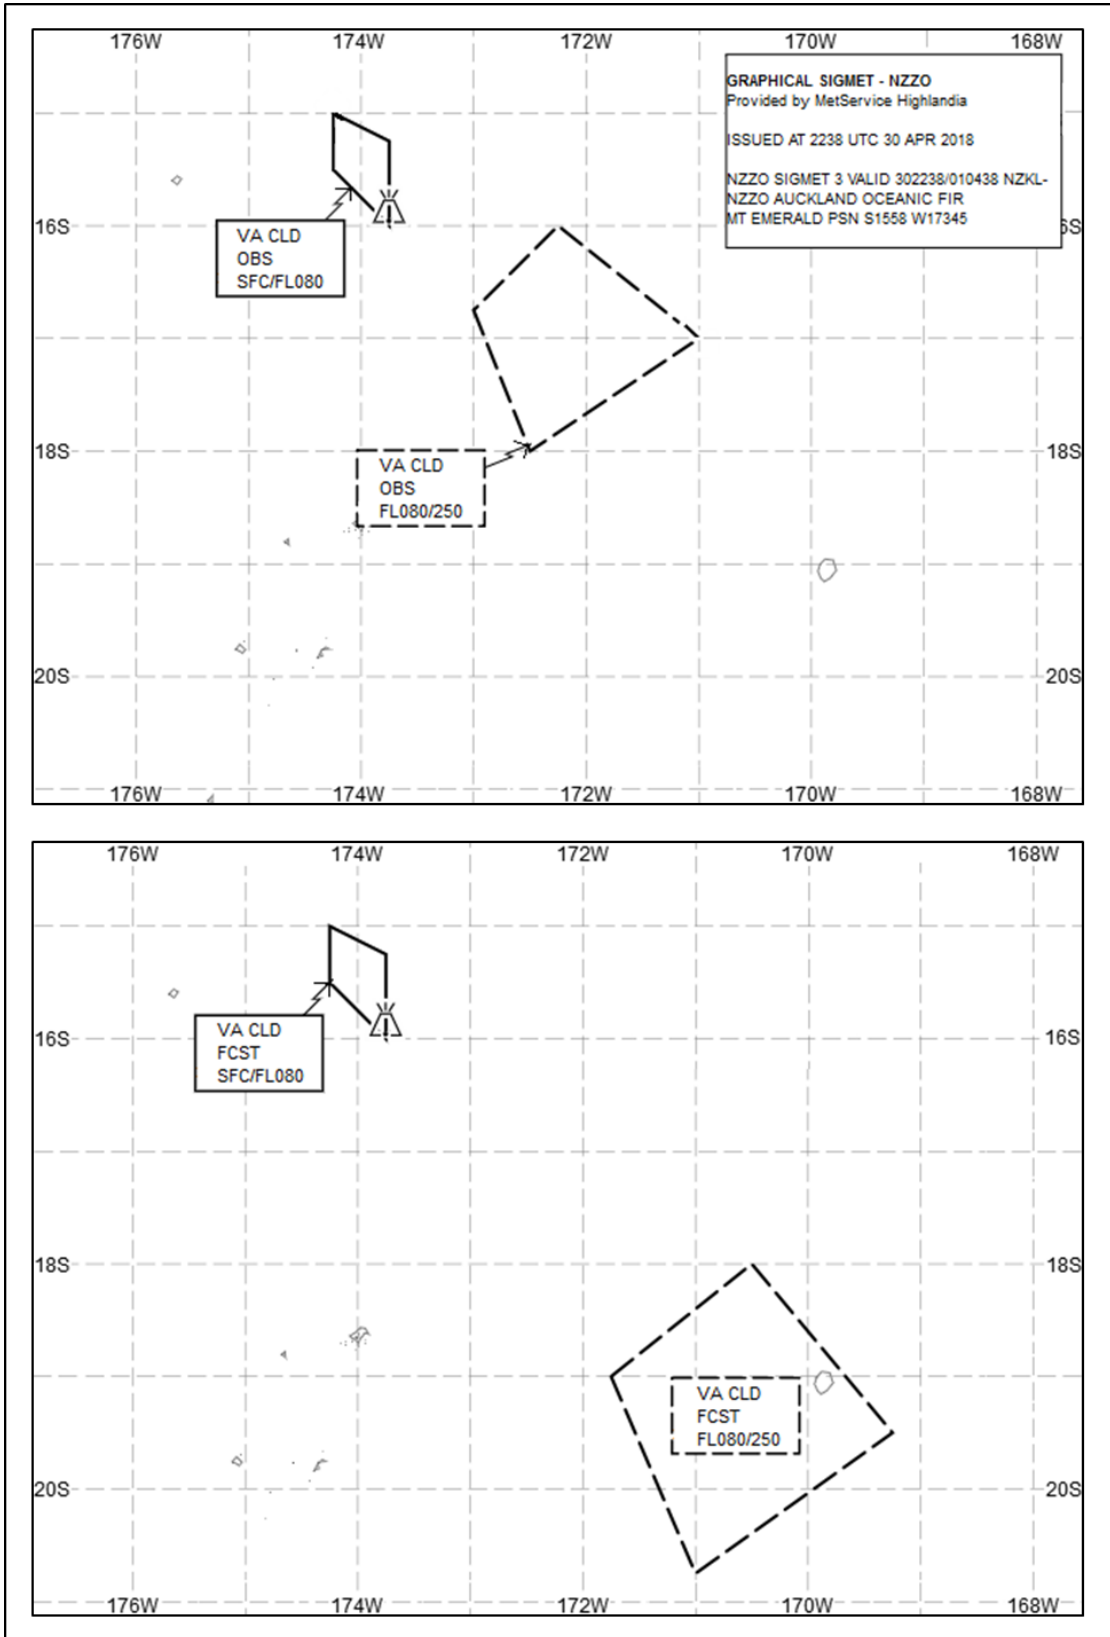 176W 174W 172W 170W 168W
GRAPHICAL SIGMET - NZZO
Provided by MetService Highlandia
ISSUED AT 2238 UTC 30 APR 2018
NZZO SIGMET 3 VALID 302238/010438 NZKL-
NZZO AUCKLAND OCEANIC FIR
MT EMERALD PSN S1558 W17345
16S 6S
VA CLD
OBS
SFC/FL080
18S 18S
VA CLD
OBS
FL080/250
20S 20S
176W 174W 172W 170W 168W
176W 174W 172W 170W 168W
VA CLD
FCST
SFC/FL080
16S 16S
18S 18S
VA CLD
FCST
FL080/250
20S 20S
176W 174W 172W 170W 168W